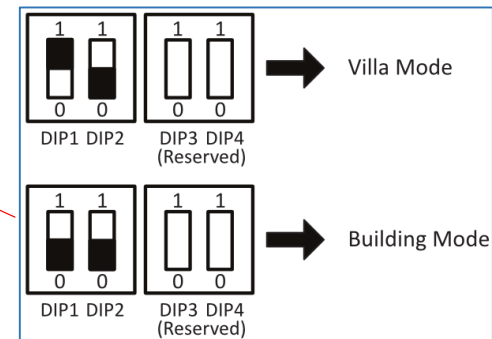 1 1 1 1
Villa Mode
0 0 0 0
DIP1 DIP2 DIP3 DIP4
(Reserved)
1 1 1 1
Building Mode
0 0 0 0
DIP1 DIP2 DIP3 DIP4
(Reserved)